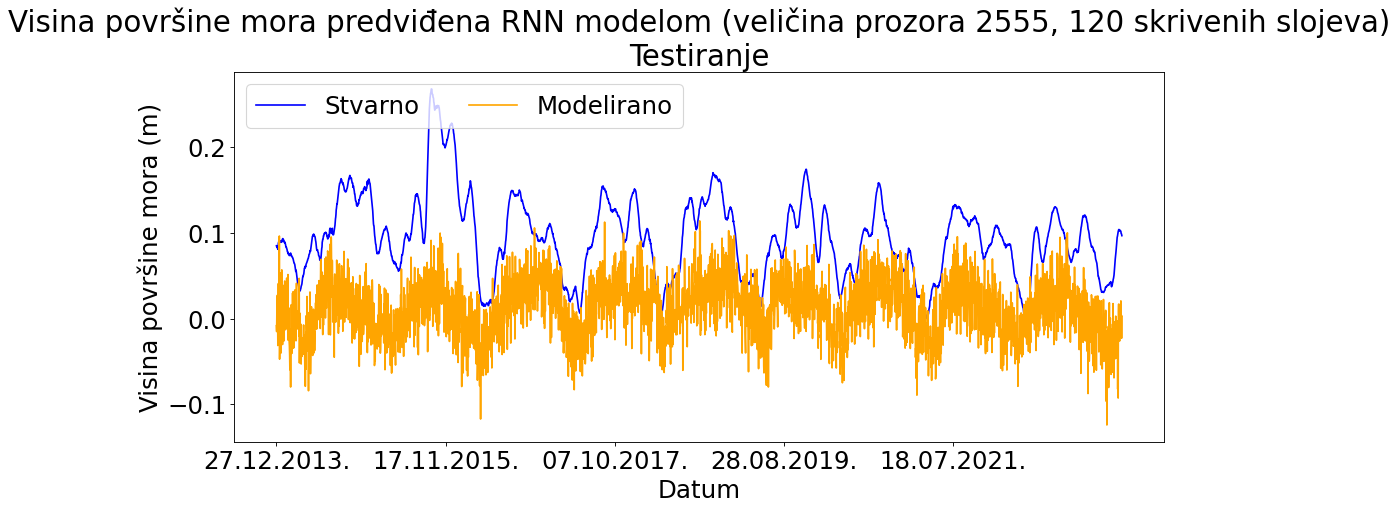 Visina površine mora predviđena RNN modelom (veličina prozora 2555, 120 skrivenih slojeva)
Testiranje
Stvarno
Modelirano
Visina površine mora (m)
0.2
0.1
0.0
−0.1
27.12.2013.
17.11.2015.
07.10.2017.
28.08.2019.
18.07.2021.
Datum